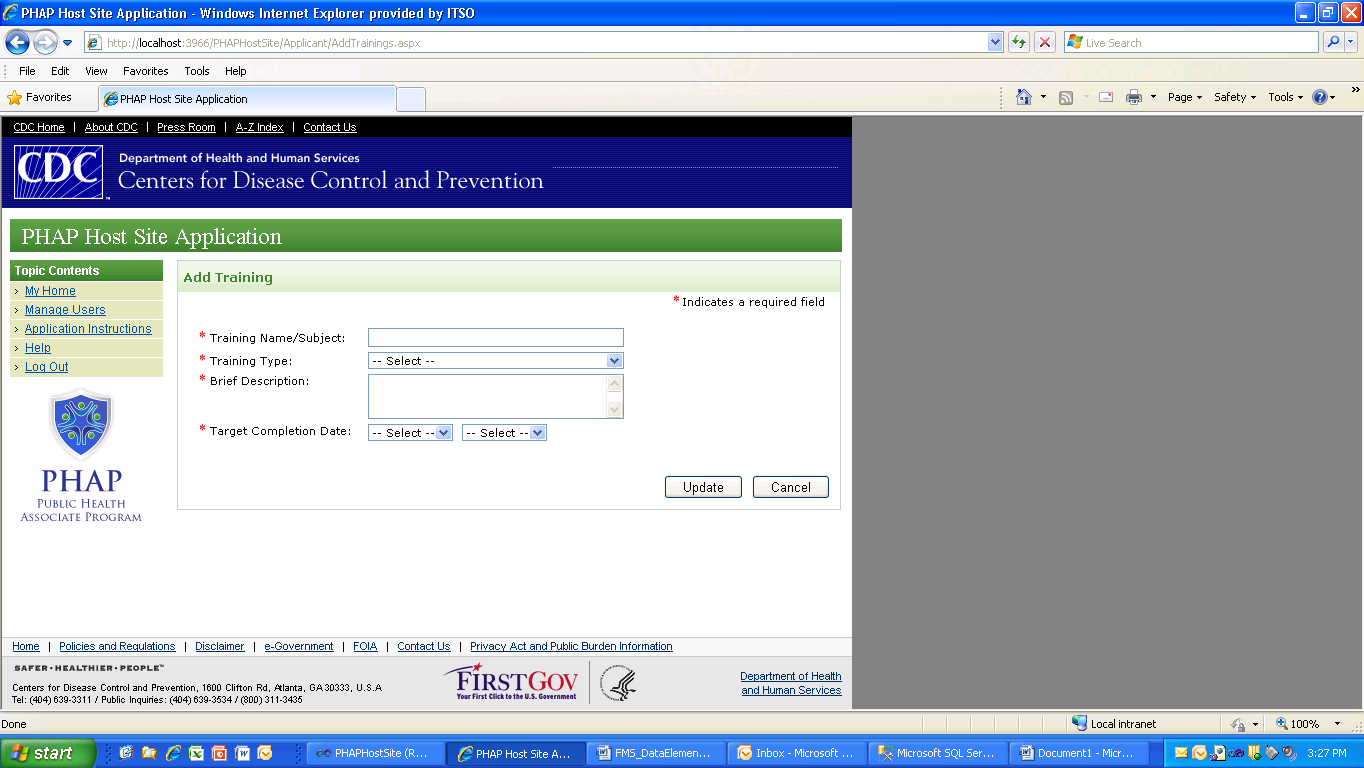 PHAP Host Site Application - Windows Internet Explorer provided by ITSO
http://localhost:3966/PHAPHostSite/Applicant/AddTrainings.aspx
Live Search
File Edit View Favorites Tools Help
Favorites
PHAP Host Site Application
Page Safety Tools
CDC Home | About CDC | Press Room | A-Z Index | Contact Us
CDC
TM
Department of Health and Human Services
Centers for Disease Control and Prevention
PHAP Host Site Application
Topic Contents
> My Home
> Manage Users
> Application Instructions
> Help
> Log Out
PHAP
PUBLIC HEALTH
ASSOCIATE PROGRAM
Add Training
* Indicates a required field
* Training Name/Subject:
* Training Type: -- Select --
* Brief Description:
* Target Completion Date: -- Select -- -- Select --
Update Cancel
Home | Policies and Regulations | Disclaimer | e-Government | FOIA | Contact Us | Privacy Act and Public Burden Information
SAFER • HEALTHIER • PEOPLE™
Centers for Disease Control and Prevention, 1600 Clifton Rd, Atlanta, GA 30333, U.S.A
Tel: (404) 639-3311 / Public Inquiries: (404) 639-3534 / (800) 311-3435
FIRSTGOV
Your First Click to the U.S. Government
Department of Health
and Human Services
Done
Local intranet
100%
start
PHAPHostSite (R...
PHAP Host Site A...
FMS_DataElemen...
Inbox - Microsoft ...
Microsoft SQL Ser...
Document1 - Micr...
3:27 PM